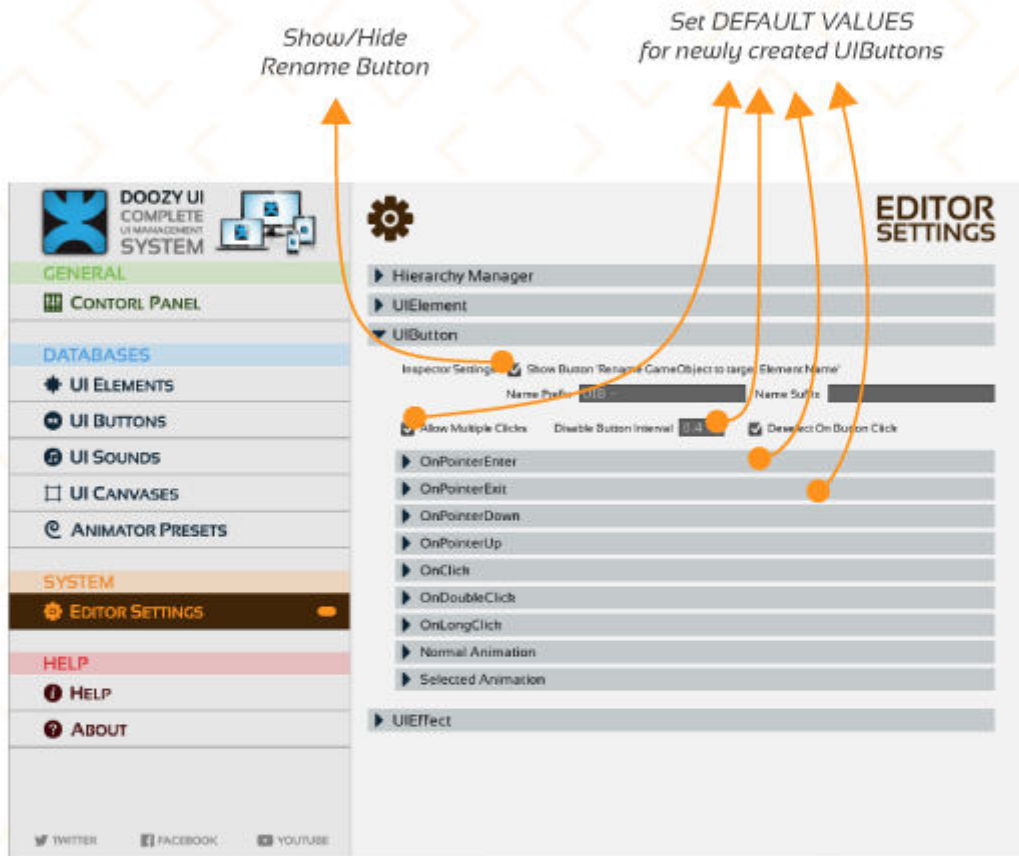 Show/Hide
Rename Button
Set DEFAULT VALUES
for newly created UIButtons
DOOZY UI
COMPLETE
UI MANAGEMENT
SYSTEM
GENERAL
CONTORL PANEL
DATABASES
UI ELEMENTS
UI BUTTONS
UI SOUNDS
UI CANVASES
ANIMATOR PRESETS
SYSTEM
EDITOR SETTINGS
HELP
HELP
ABOUT
TWITTER FACEBOOK YOUTUBE
EDITOR
SETTINGS
Hierarchy Manager
UIElement
UIButton
Inspector Settings Show Button 'Rename GameObject to target Element Name'
Name Prefix UIB - Name Suffix
Allow Multiple Clicks Disable Button Interval 0.4 Deselect On Button Click
OnPointerEnter
OnPointerExit
OnPointerDown
OnPointerUp
OnClick
OnDoubleClick
OnLongClick
Normal Animation
Selected Animation
UIEffect